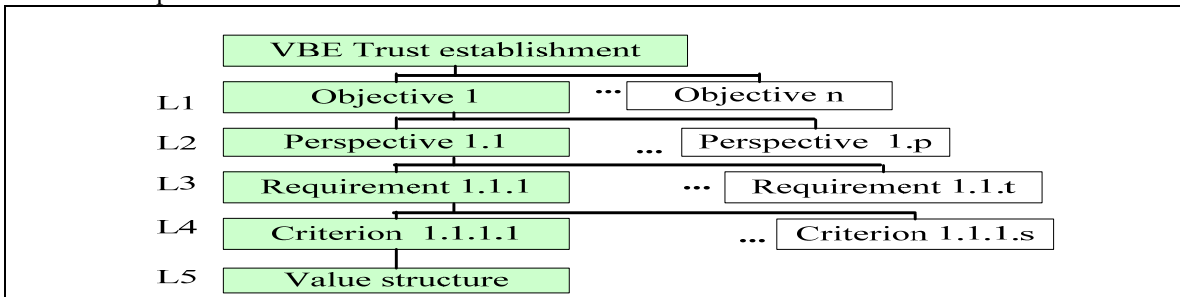 VBE Trust establishment
L1 Objective 1 ... Objective n
L2 Perspective 1.1 ... Perspective 1.p
L3 Requirement 1.1.1 ... Requirement 1.1.t
L4 Criterion 1.1.1.1 ... Criterion 1.1.1.s
L5 Value structure